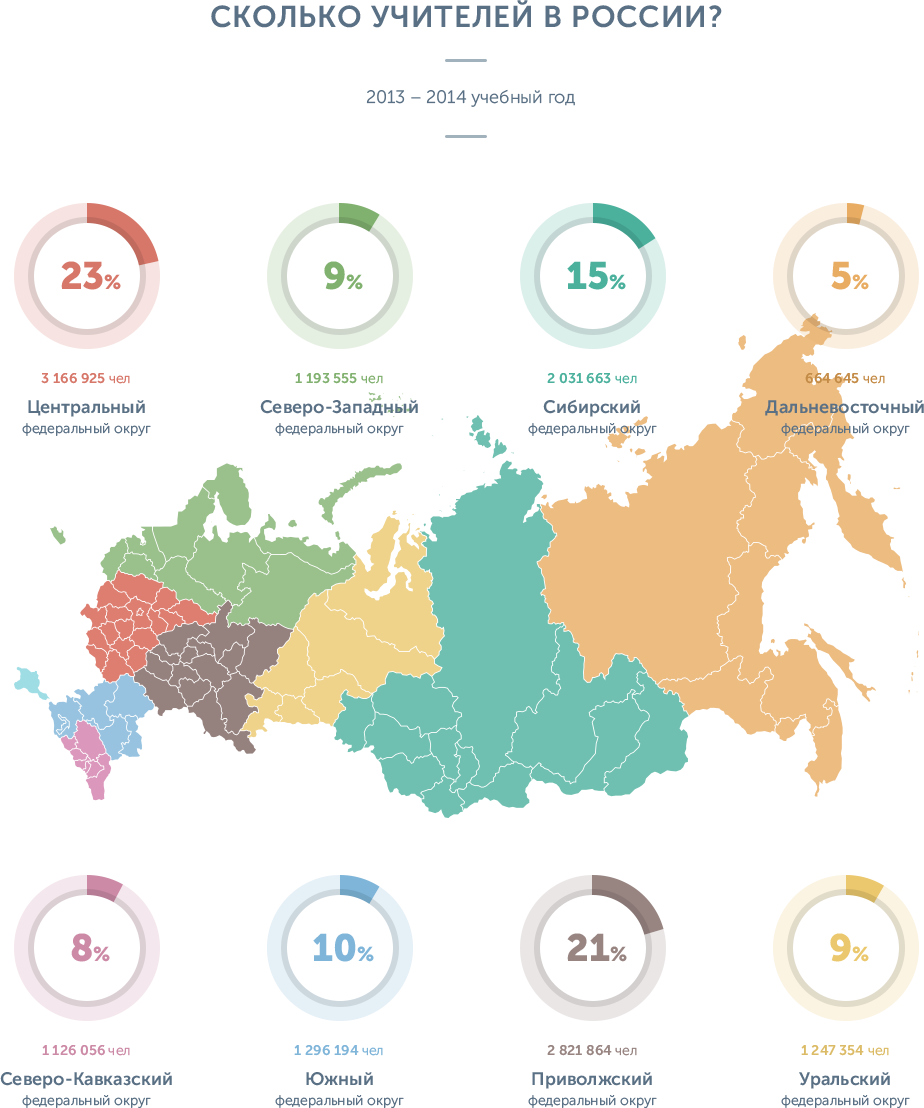 СКОЛЬКО УЧИТЕЛЕЙ В РОССИИ?
2013 – 2014 учебный год
23% 9% 15% 5%
3 166 925 чел 1 193 555 чел 2 031 663 чел 664 645 чел
Центральный Северо-Западный Сибирский Дальневосточный
федеральный округ федеральный округ федеральный округ федеральный округ
8% 10% 21% 9%
1 126 056 чел 1 296 194 чел 2 821 864 чел 1 247 354 чел
Северо-Кавказский Южный Приволжский Уральский
федеральный округ федеральный округ федеральный округ федеральный округ